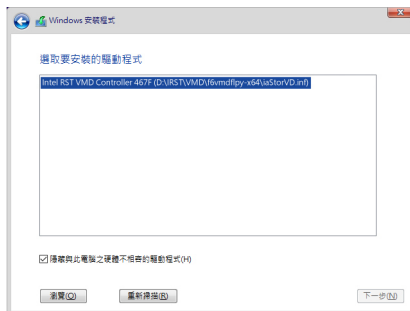 Windows 安裝程式
選取要安裝的驅動程式
Intel RST VMD Controller 467F (D:\IRST\VMD\f6vmdflpy-x64\iaStorVD.inf)
隱藏與此電腦之硬體不相容的驅動程式(H)
瀏覽(O)
重新掃描(R)
下一步(N)